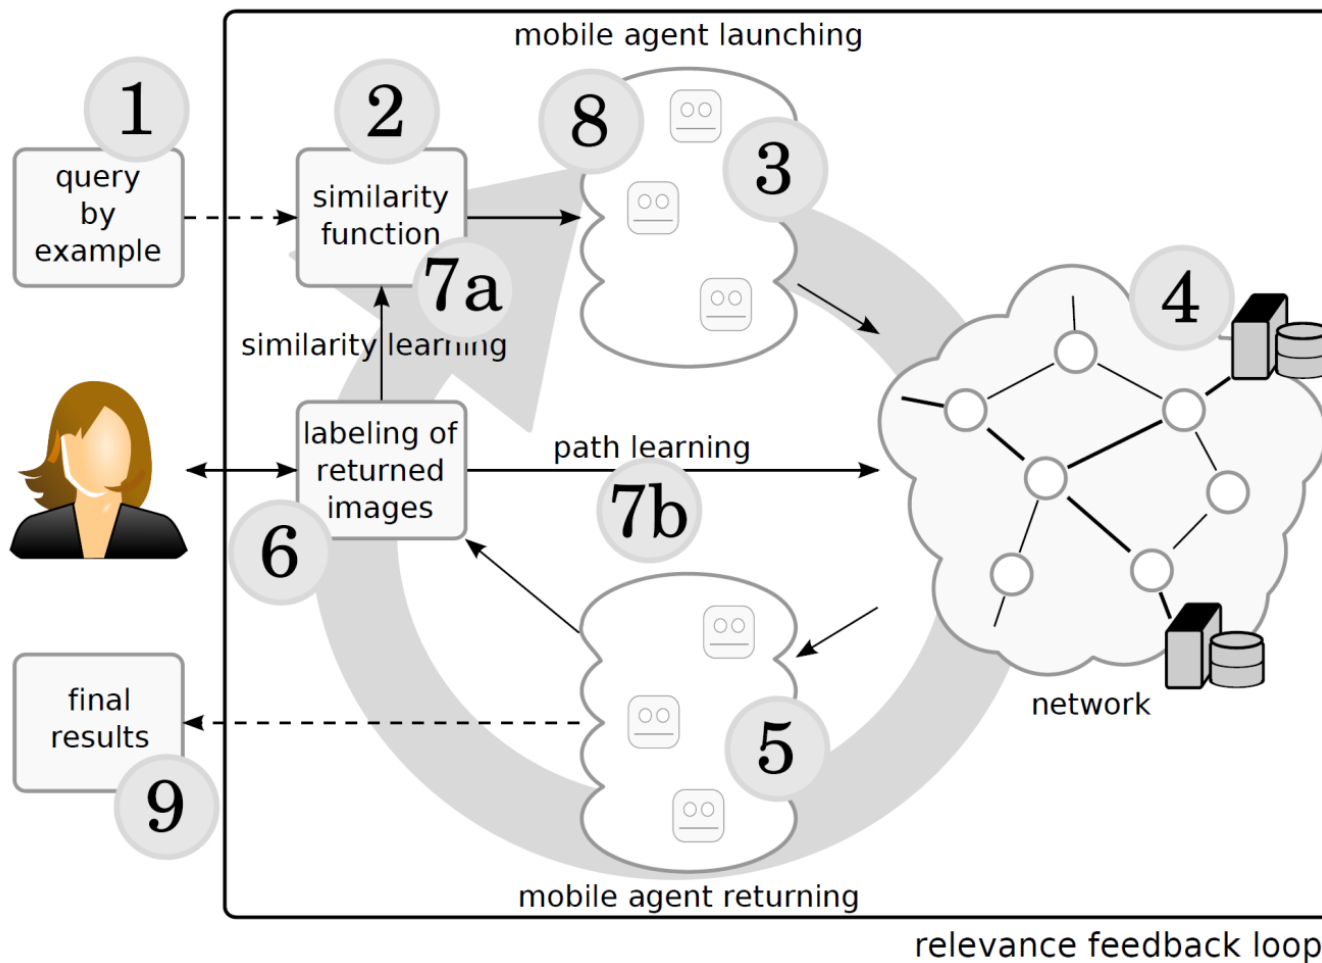 mobile agent launching
1
2
8
3
query
by
example
similarity
function
7a
4
similarity learning
labeling of
returned
images
path learning
7b
6
network
final
results
5
9
mobile agent returning
relevance feedback loop